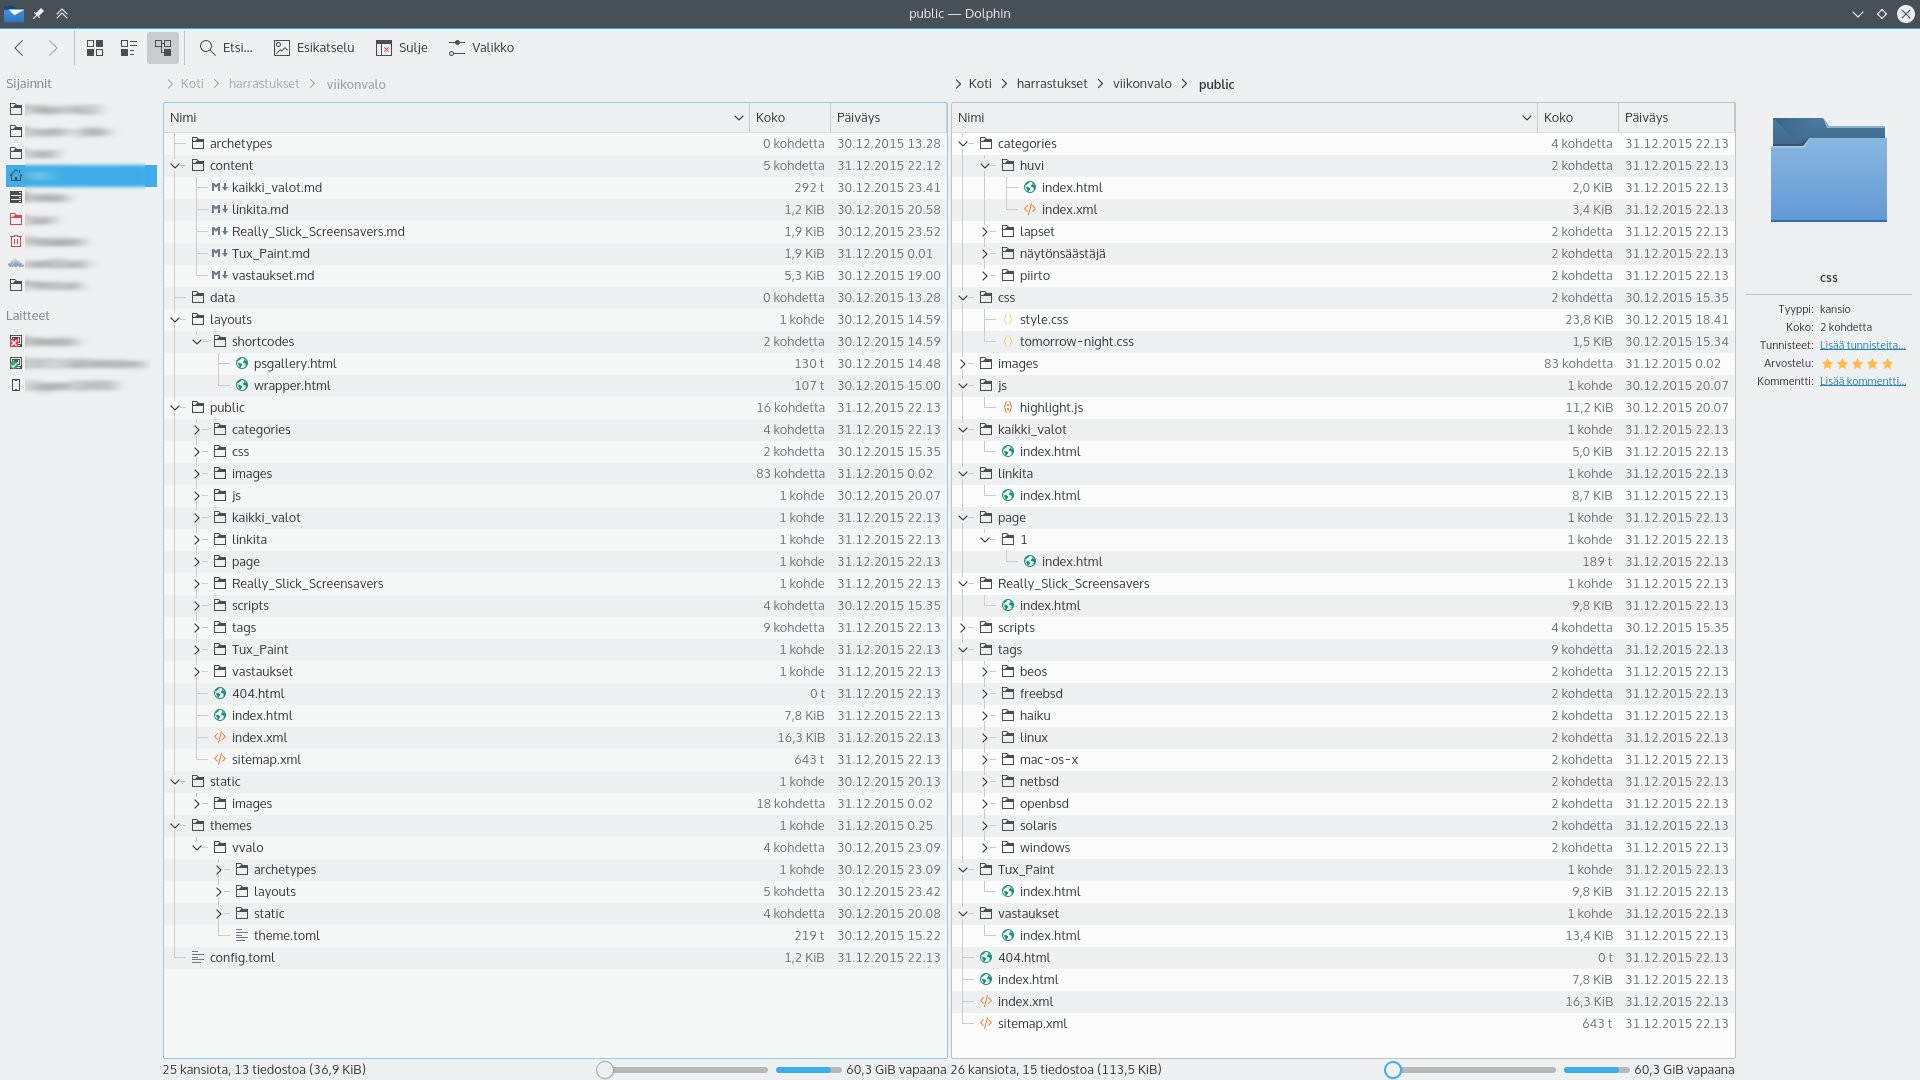 public — Dolphin
Etsi...
Esikatselu
Sulje
Valikko
Sijainnit
Laitteet
Koti > harrastukset > viikonvalo
Nimi Koko Päiväys
archetypes 0 kohdetta 30.12.2015 13.28
content 5 kohdetta 31.12.2015 22.12
kaikki_valot.md 292 t 30.12.2015 23.41
linkita.md 1,2 KiB 30.12.2015 20.58
Really_Slick_Screensavers.md 1,9 KiB 30.12.2015 23.52
Tux_Paint.md 1,9 KiB 31.12.2015 0.01
vastaukset.md 5,3 KiB 30.12.2015 19.00
data 0 kohdetta 30.12.2015 13.28
layouts 1 kohde 30.12.2015 14.59
shortcodes 2 kohdetta 30.12.2015 14.59
psgallery.html 130 t 30.12.2015 14.48
wrapper.html 107 t 30.12.2015 15.00
public 16 kohdetta 31.12.2015 22.13
categories 4 kohdetta 31.12.2015 22.13
css 2 kohdetta 30.12.2015 15.35
images 83 kohdetta 31.12.2015 0.02
js 1 kohde 30.12.2015 20.07
kaikki_valot 1 kohde 31.12.2015 22.13
linkita 1 kohde 31.12.2015 22.13
page 1 kohde 31.12.2015 22.13
Really_Slick_Screensavers 1 kohde 31.12.2015 22.13
scripts 4 kohdetta 30.12.2015 15.35
tags 9 kohdetta 31.12.2015 22.13
Tux_Paint 1 kohde 31.12.2015 22.13
vastaukset 1 kohde 31.12.2015 22.13
404.html 0 t 31.12.2015 22.13
index.html 7,8 KiB 31.12.2015 22.13
index.xml 16,3 KiB 31.12.2015 22.13
sitemap.xml 643 t 31.12.2015 22.13
static 1 kohde 30.12.2015 20.13
images 18 kohdetta 31.12.2015 0.02
themes 1 kohde 31.12.2015 0.25
vvalo 4 kohdetta 30.12.2015 23.09
archetypes 1 kohde 30.12.2015 23.09
layouts 5 kohdetta 30.12.2015 23.42
static 4 kohdetta 30.12.2015 20.08
theme.toml 219 t 30.12.2015 15.22
config.toml 1,2 KiB 31.12.2015 22.13
25 kansiota, 13 tiedostoa (36,9 KiB)
60,3 GiB vapaana
Koti > harrastukset > viikonvalo > public
Nimi Koko Päiväys
categories 4 kohdetta 31.12.2015 22.13
huvi 2 kohdetta 31.12.2015 22.13
index.html 2,0 KiB 31.12.2015 22.13
index.xml 3,4 KiB 31.12.2015 22.13
lapset 2 kohdetta 31.12.2015 22.13
näytönsäästäjä 2 kohdetta 31.12.2015 22.13
piirto 2 kohdetta 31.12.2015 22.13
css 2 kohdetta 30.12.2015 15.35
style.css 23,8 KiB 30.12.2015 18.41
tomorrow-night.css 1,5 KiB 30.12.2015 15.34
images 83 kohdetta 31.12.2015 0.02
js 1 kohde 30.12.2015 20.07
highlight.js 11,2 KiB 30.12.2015 20.07
kaikki_valot 1 kohde 31.12.2015 22.13
index.html 5,0 KiB 31.12.2015 22.13
linkita 1 kohde 31.12.2015 22.13
index.html 8,7 KiB 31.12.2015 22.13
page 1 kohde 31.12.2015 22.13
1 1 kohde 31.12.2015 22.13
index.html 189 t 31.12.2015 22.13
Really_Slick_Screensavers 1 kohde 31.12.2015 22.13
index.html 9,8 KiB 31.12.2015 22.13
scripts 4 kohdetta 30.12.2015 15.35
tags 9 kohdetta 31.12.2015 22.13
beos 2 kohdetta 31.12.2015 22.13
freebsd 2 kohdetta 31.12.2015 22.13
haiku 2 kohdetta 31.12.2015 22.13
linux 2 kohdetta 31.12.2015 22.13
mac-os-x 2 kohdetta 31.12.2015 22.13
netbsd 2 kohdetta 31.12.2015 22.13
openbsd 2 kohdetta 31.12.2015 22.13
solaris 2 kohdetta 31.12.2015 22.13
windows 2 kohdetta 31.12.2015 22.13
Tux_Paint 1 kohde 31.12.2015 22.13
index.html 9,8 KiB 31.12.2015 22.13
vastaukset 1 kohde 31.12.2015 22.13
index.html 13,4 KiB 31.12.2015 22.13
404.html 0 t 31.12.2015 22.13
index.html 7,8 KiB 31.12.2015 22.13
index.xml 16,3 KiB 31.12.2015 22.13
sitemap.xml 643 t 31.12.2015 22.13
26 kansiota, 15 tiedostoa (113,5 KiB)
60,3 GiB vapaana
css
Tyyppi: kansio
Koko: 2 kohdetta
Tunnisteet: Lisää tunnisteita...
Arvostelu:
Kommentti: Lisää kommentti...